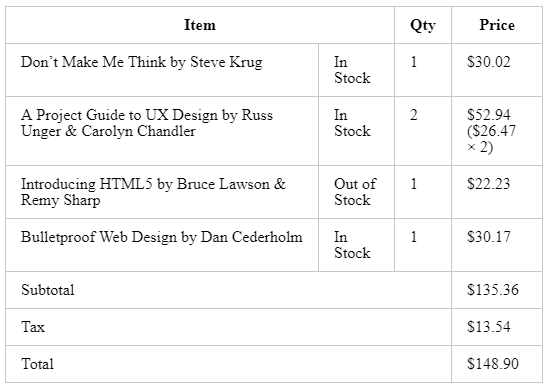 Item Qty Price
Don’t Make Me Think by Steve Krug In 1 $30.02
Stock
A Project Guide to UX Design by Russ In 2 $52.94
Unger & Carolyn Chandler Stock ($26.47
× 2)
Introducing HTML5 by Bruce Lawson & Out of 1 $22.23
Remy Sharp Stock
Bulletproof Web Design by Dan Cederholm In 1 $30.17
Stock
Subtotal $135.36
Tax $13.54
Total $148.90